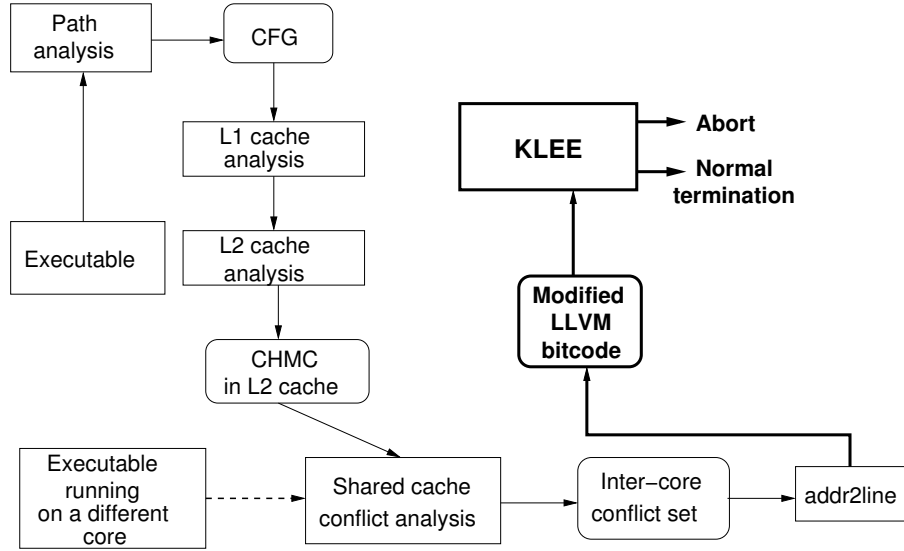 Path
analysis
CFG
L1 cache
analysis
L2 cache
analysis
Executable
CHMC
in L2 cache
Executable
running
on a different
core
Shared cache
conflict analysis
Inter−core
conflict set
addr2line
Modified
LLVM
bitcode
KLEE
Abort
Normal
termination